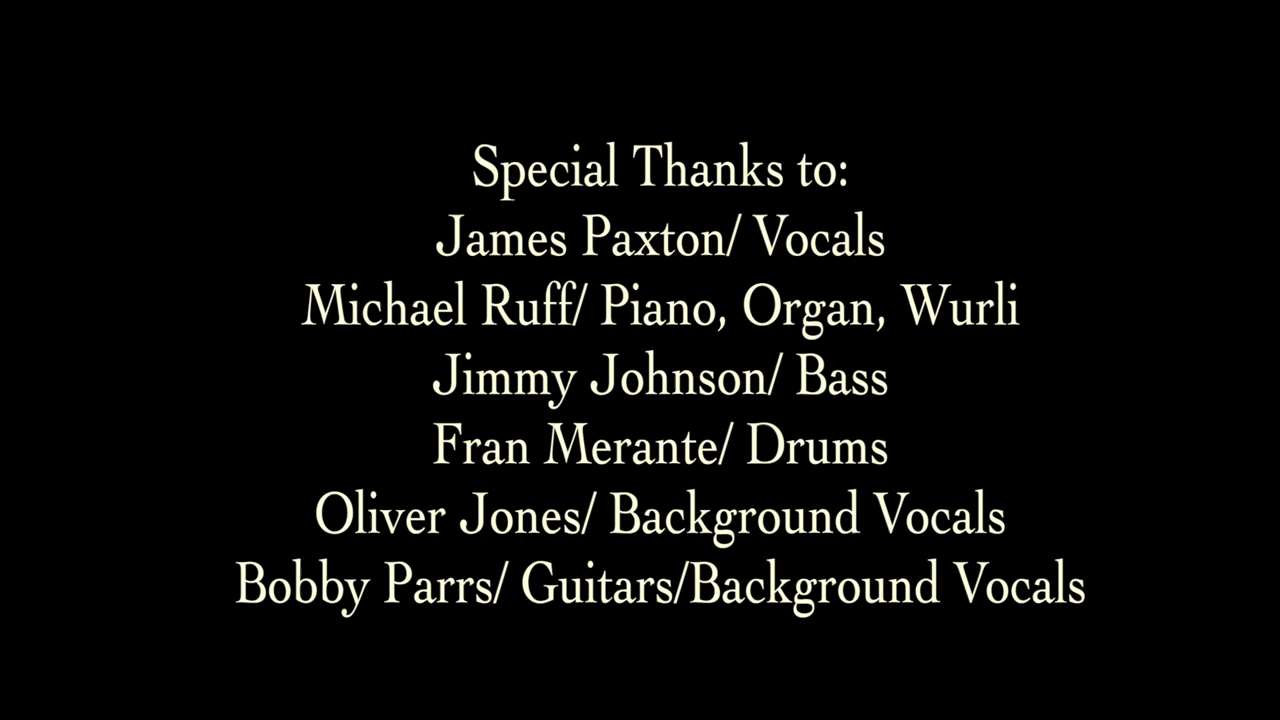 Special Thanks to:
James Paxton/ Vocals
Michael Ruff/ Piano, Organ, Wurli
Jimmy Johnson/ Bass
Fran Merante/ Drums
Oliver Jones/ Background Vocals
Bobby Parrs/ Guitars/Background Vocals